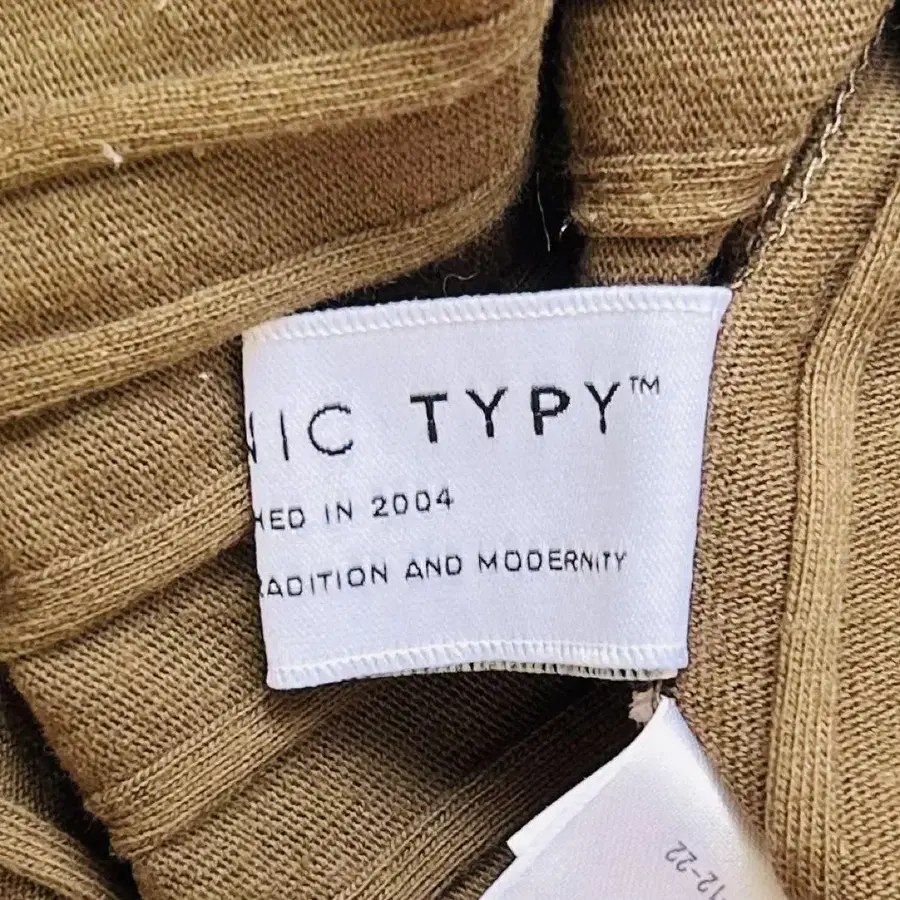 NIC TYPY™
HED IN 2004
RADITION AND MODERNITY
12-22